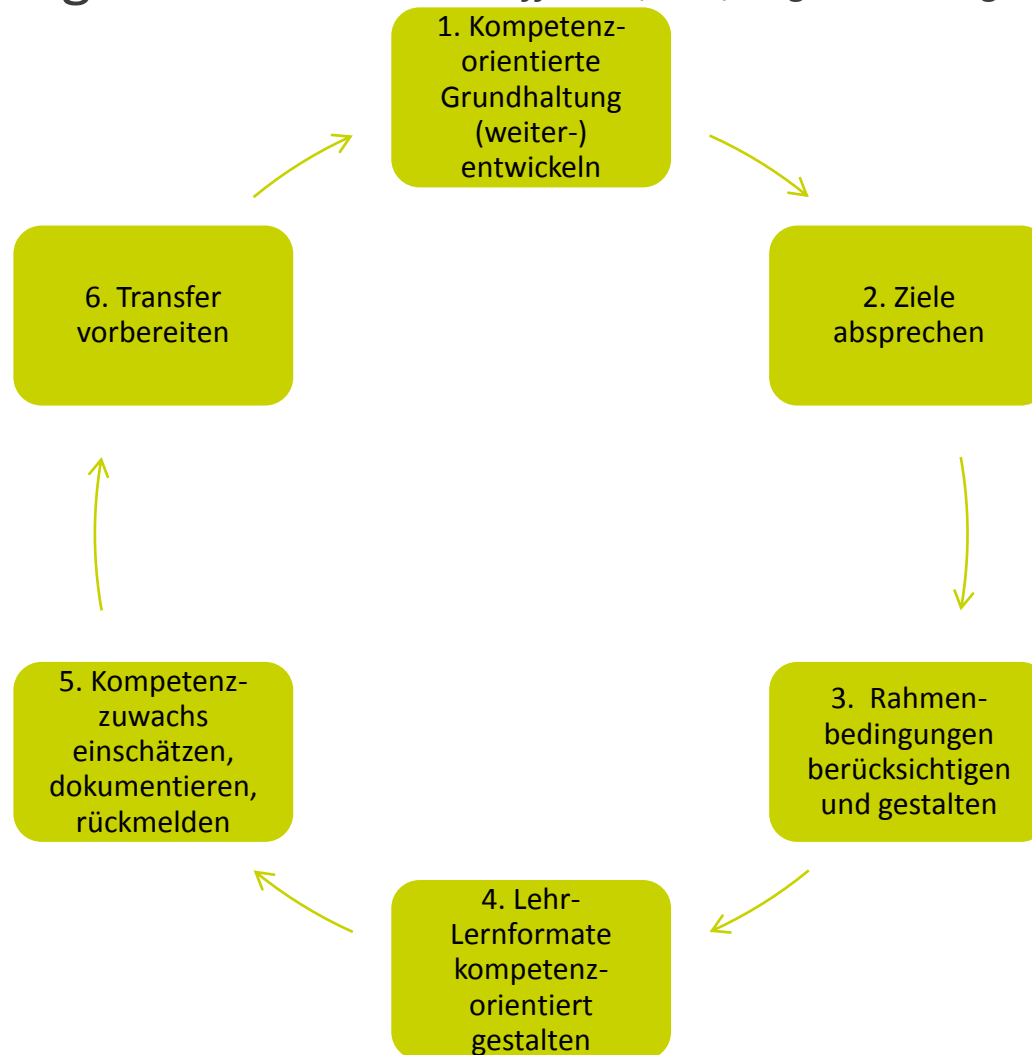 1. Kompetenz-
orientierte
Grundhaltung
(weiter-)
entwickeln
2. Ziele
absprechen
3. Rahmen-
bedingungen
berücksichtigen
und gestalten
4. Lehr-
Lernformate
kompetenz-
orientiert
gestalten
5. Kompetenz-
zuwachs
einschätzen,
dokumentieren,
rückmelden
6. Transfer
vorbereiten